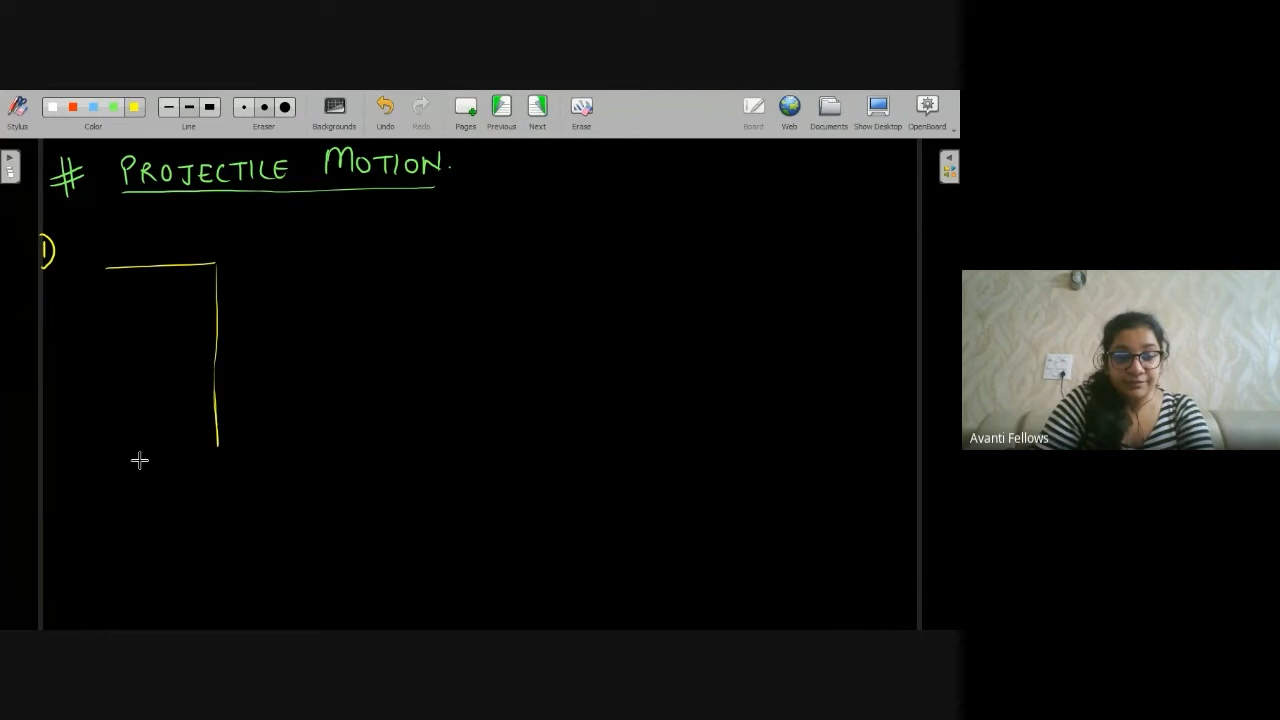 Stylus
Color
Line
Eraser
Backgrounds
Undo
Redo
Pages
Previous
Next
Erase
Board
Web
Documents
Show Desktop
OpenBoard
# PROJECTILE MOTION.
1
Avanti Fellows